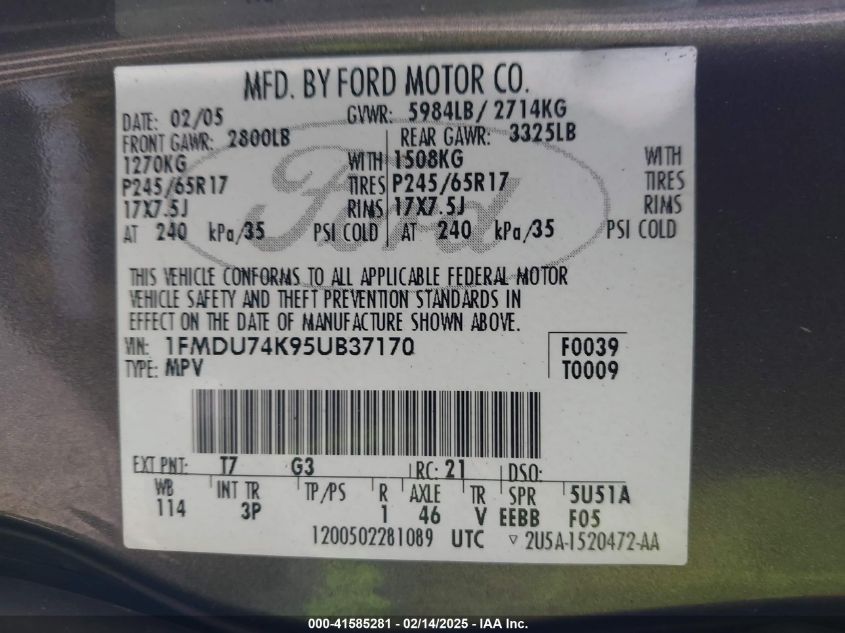 MFD. BY FORD MOTOR CO.
DATE: 02/05 GVWR: 5984LB/ 2714KG
FRONT GAWR: 2800LB REAR GAWR: 3325LB
1270KG WITH 1508KG WITH
P245/65R17 TIRES P245/65R17 TIRES
17X7.5J RIMS 17X7.5J RIMS
AT 240 kPa/35 PSI COLD AT 240 kPa/35 PSI COLD
Ford
THIS VEHICLE CONFORMS TO ALL APPLICABLE FEDERAL MOTOR
VEHICLE SAFETY AND THEFT PREVENTION STANDARDS IN
EFFECT ON THE DATE OF MANUFACTURE SHOWN ABOVE.
VIN: 1FMDU74K95UB37170 F0039
TYPE: MPV T0009
EXT PNT: T7 G3 RC: 21 DSO:
WB INT TR TP/PS R AXLE TR SPR 5U51A
114 3P 1 46 V EEBB F05
1200502281089 UTC ▽ 2U5A-1520472-AA
000-41585281 - 02/14/2025 - IAA Inc.